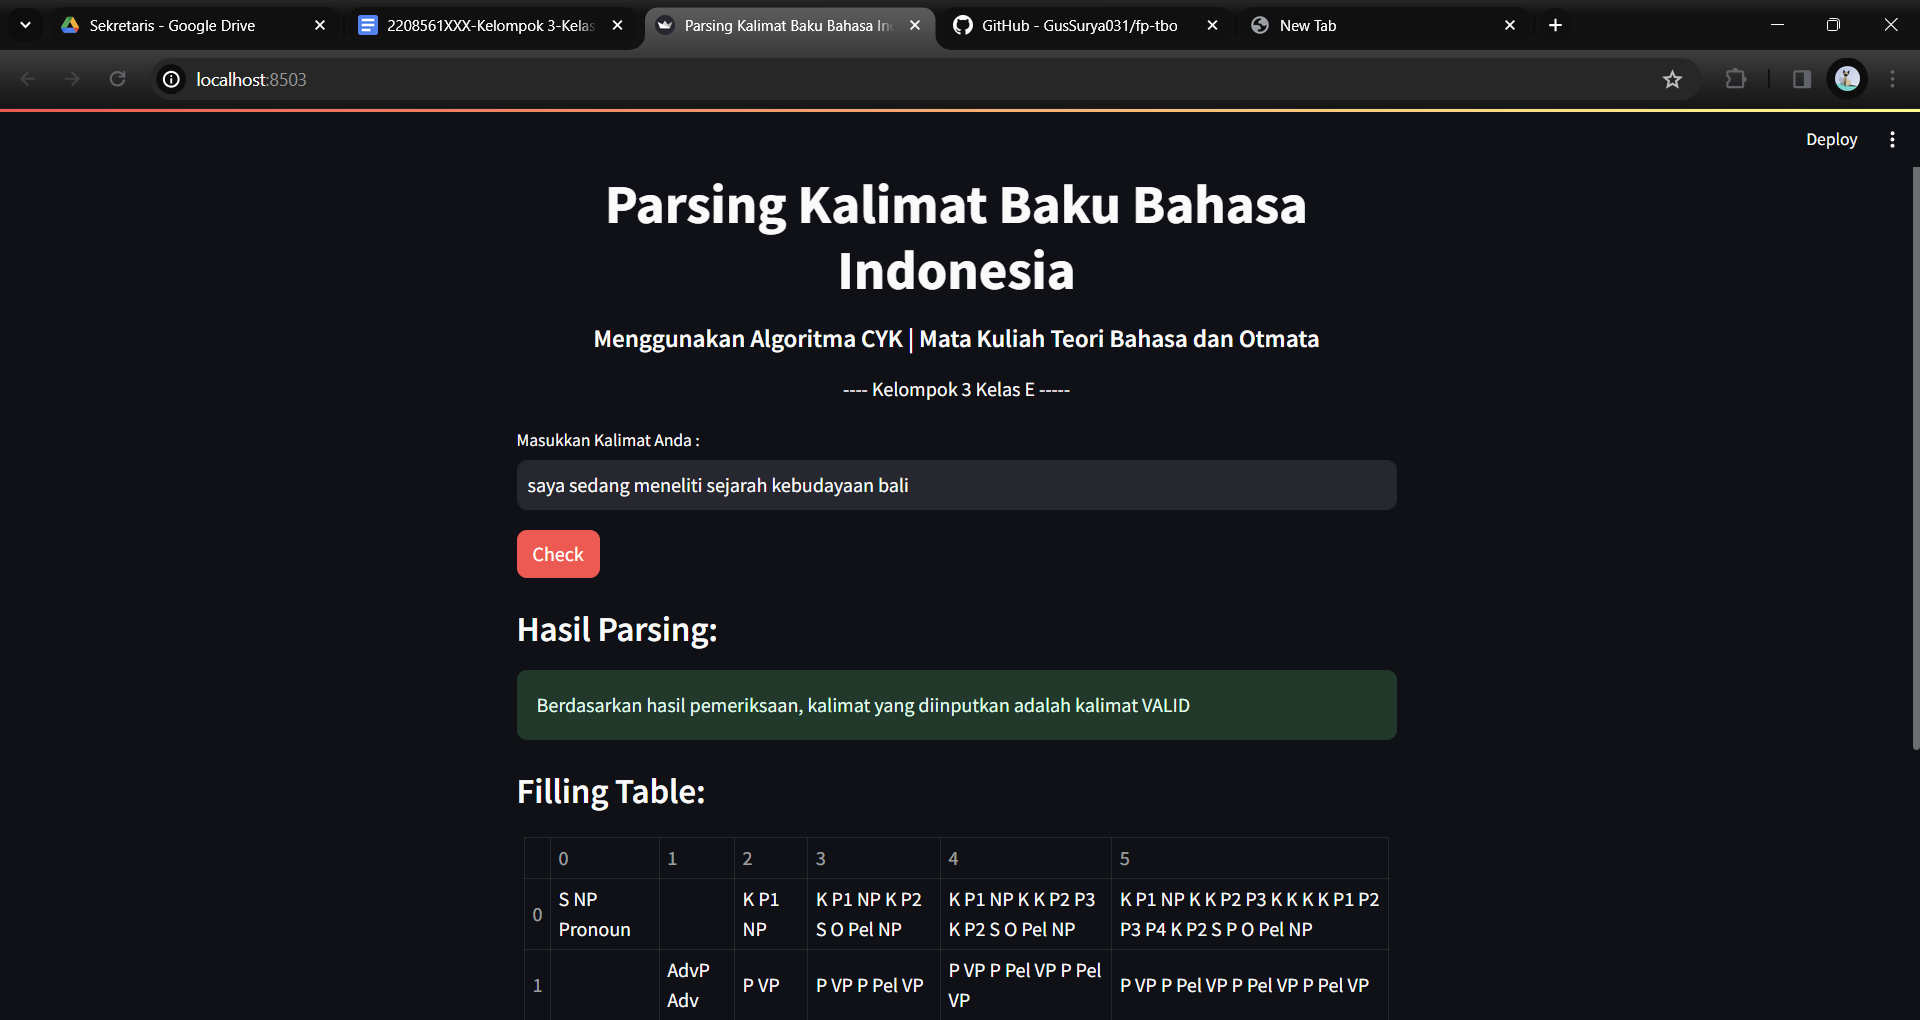 Sekretaris - Google Drive
2208561XXX-Kelompok 3-Kelas
Parsing Kalimat Baku Bahasa In
GitHub - GusSurya031/fp-tbo
New Tab
localhost:8503
Deploy
Parsing Kalimat Baku Bahasa
Indonesia
Menggunakan Algoritma CYK | Mata Kuliah Teori Bahasa dan Otmata
---- Kelompok 3 Kelas E -----
Masukkan Kalimat Anda :
saya sedang meneliti sejarah kebudayaan bali
Check
Hasil Parsing:
Berdasarkan hasil pemeriksaan, kalimat yang diinputkan adalah kalimat VALID
Filling Table:
0 1 2 3 4 5
0
S NP
Pronoun
K P1
NP
K P1 NP K P2
S O Pel NP
K P1 NP K K P2 P3
K P2 S O Pel NP
K P1 NP K K P2 P3 K K K K P1 P2
P3 P4 K P2 S P O Pel NP
1
AdvP
Adv
P VP
P VP P Pel VP
P VP P Pel VP P Pel
VP
P VP P Pel VP P Pel VP P Pel VP